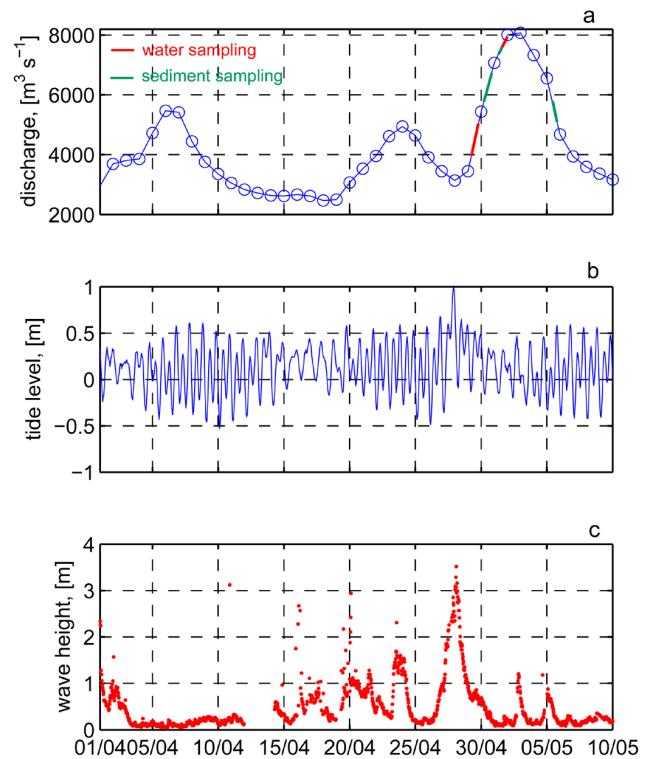 a
8000
water sampling
sediment sampling
6000
4000
2000
discharge, [m³ s⁻¹]
b
1
0.5
0
−0.5
−1
tide level, [m]
c
4
3
2
1
0
wave height, [m]
01/04 05/04 10/04 15/04 20/04 25/04 30/04 05/05 10/05